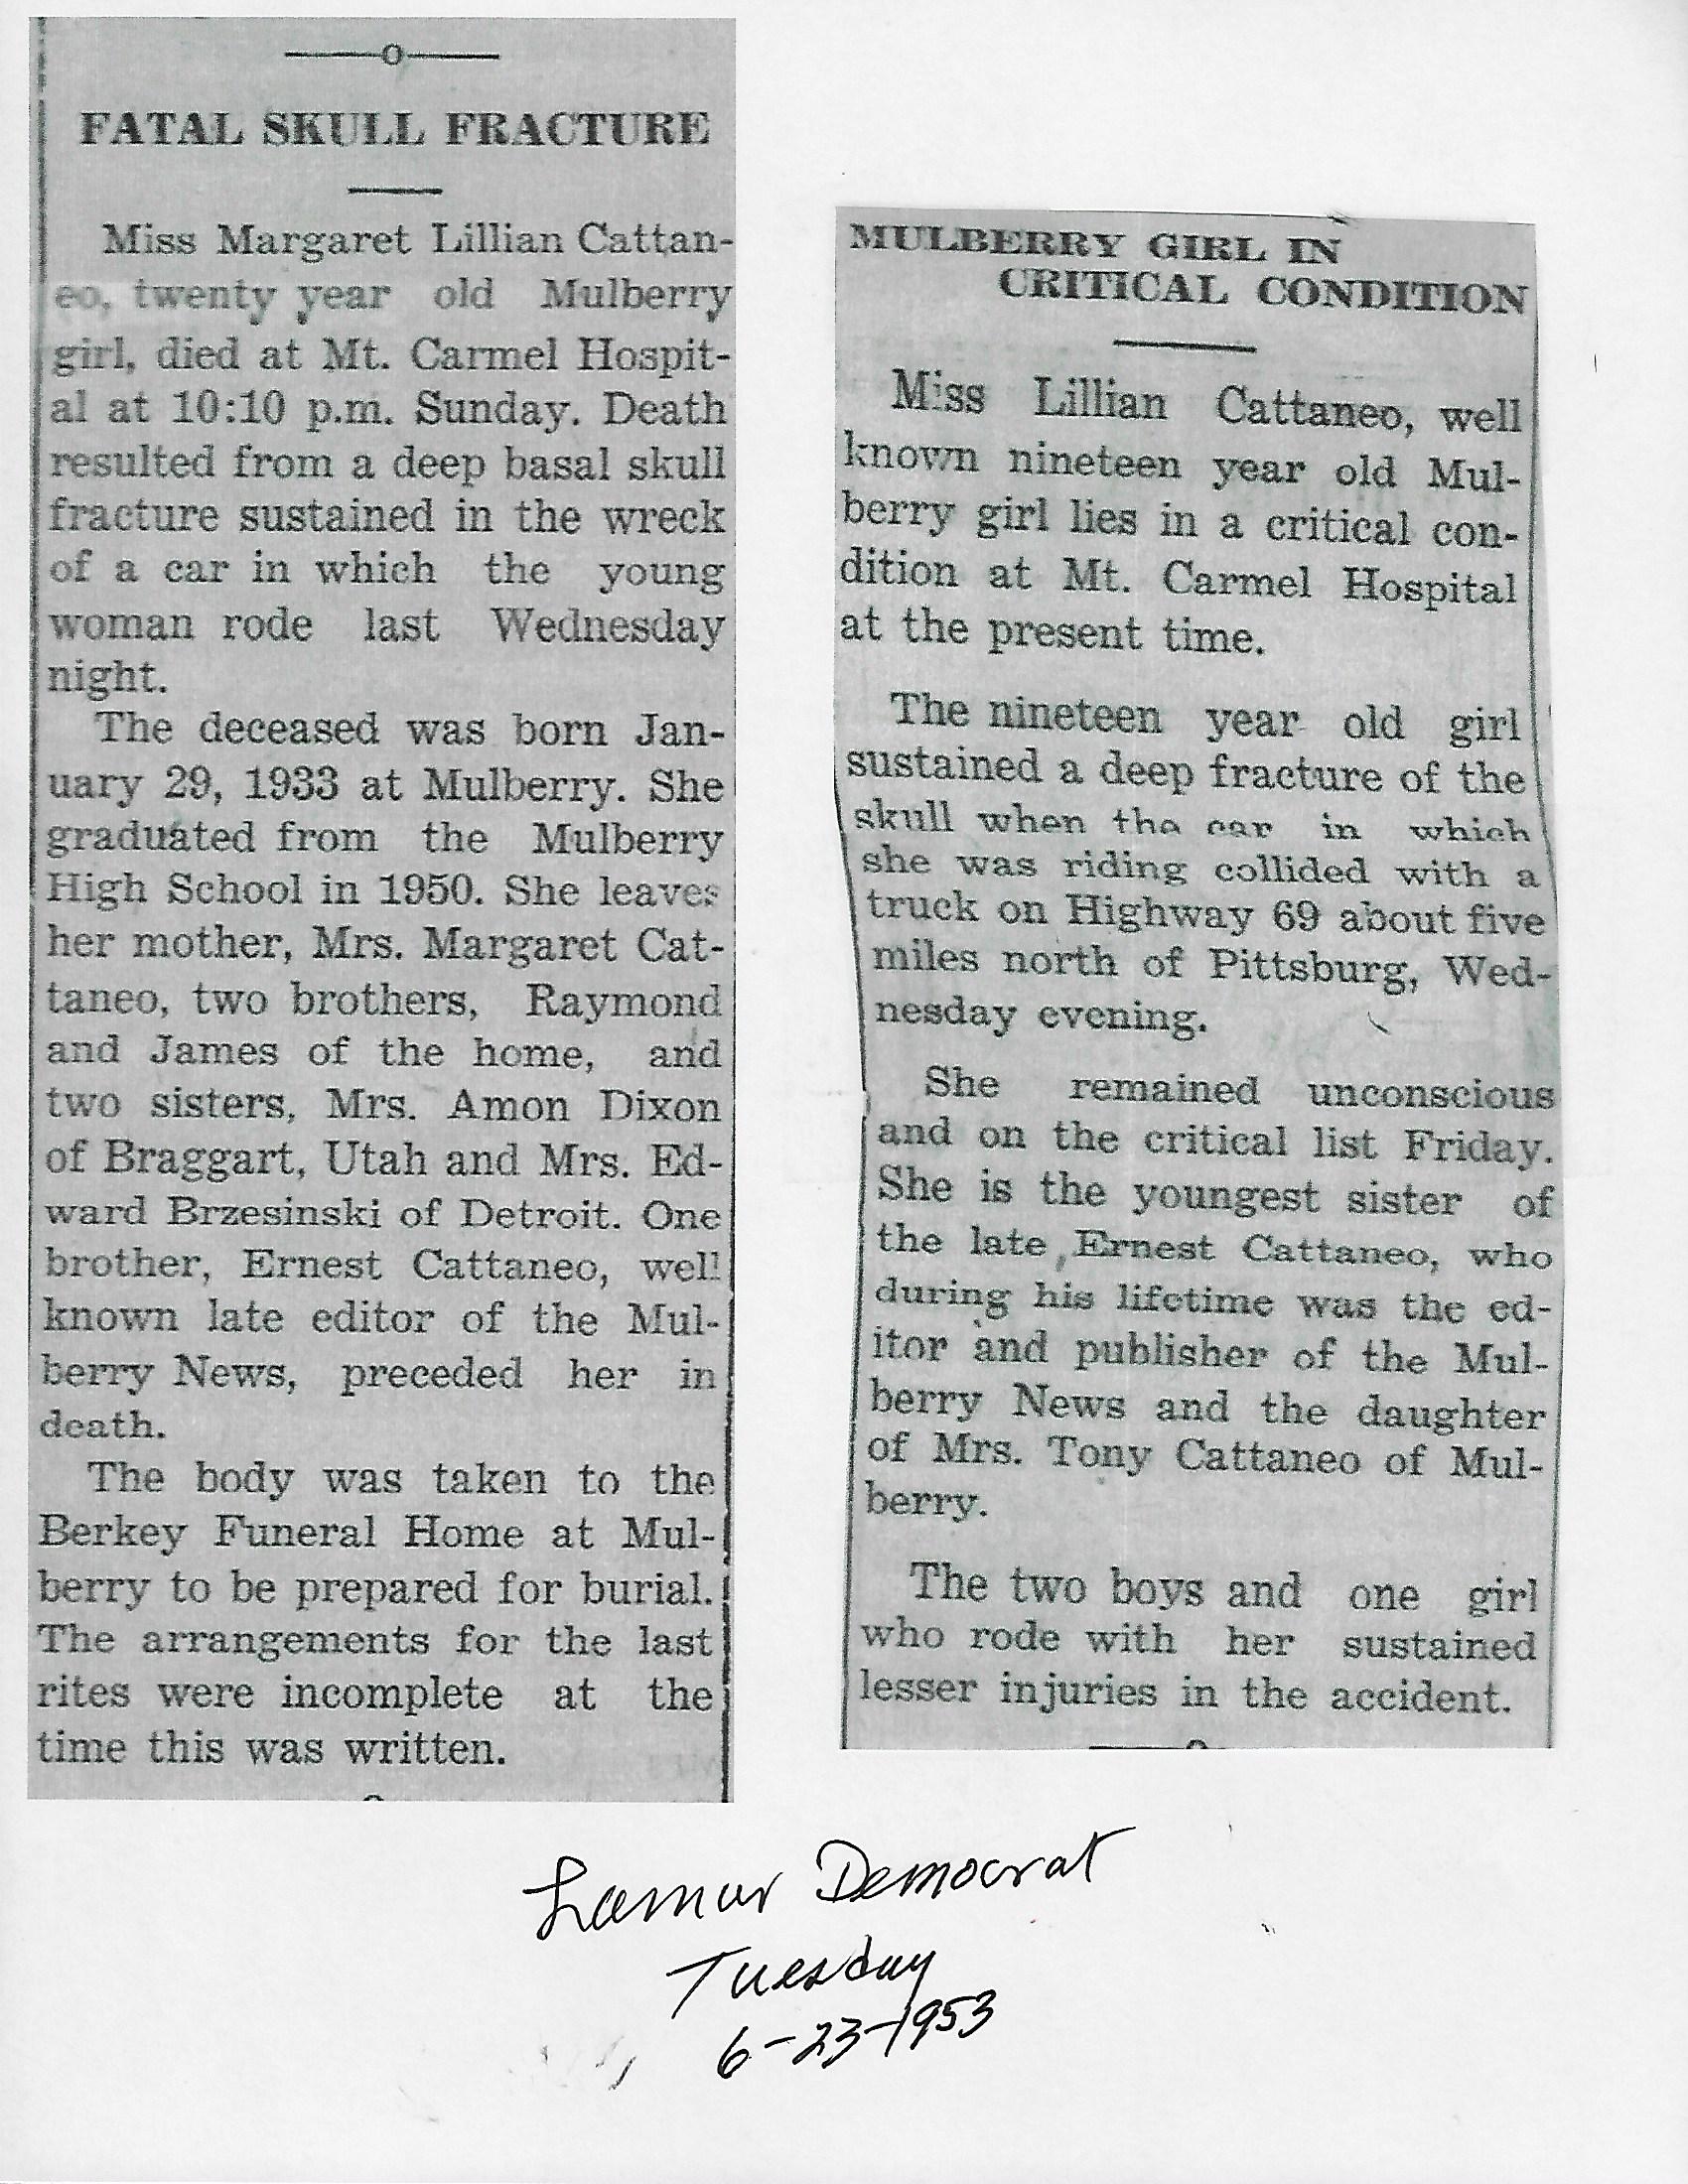 FATAL SKULL FRACTURE
Miss Margaret Lillian Cattan-
eo, twenty year old Mulberry
girl, died at Mt. Carmel Hospit-
al at 10:10 p.m. Sunday. Death
resulted from a deep basal skull
fracture sustained in the wreck
of a car in which the young
woman rode last Wednesday
night.
The deceased was born Jan-
uary 29, 1933 at Mulberry. She
graduated from the Mulberry
High School in 1950. She leaves
her mother, Mrs. Margaret Cat-
taneo, two brothers, Raymond
and James of the home, and
two sisters, Mrs. Amon Dixon
of Braggart, Utah and Mrs. Ed-
ward Brzesinski of Detroit. One
brother, Ernest Cattaneo, well
known late editor of the Mul-
berry News, preceded her in
death.
The body was taken to the
Berkey Funeral Home at Mul-
berry to be prepared for burial.
The arrangements for the last
rites were incomplete at the
time this was written.
MULBERRY GIRL IN
CRITICAL CONDITION
Miss Lillian Cattaneo, well
known nineteen year old Mul-
berry girl lies in a critical con-
dition at Mt. Carmel Hospital
at the present time.
The nineteen year old girl
sustained a deep fracture of the
skull when the car in which
she was riding collided with a
truck on Highway 69 about five
miles north of Pittsburg, Wed-
nesday evening.
She remained unconscious
and on the critical list Friday.
She is the youngest sister of
the late Ernest Cattaneo, who
during his lifetime was the ed-
itor and publisher of the Mul-
berry News and the daughter
of Mrs. Tony Cattaneo of Mul-
berry.
The two boys and one girl
who rode with her sustained
lesser injuries in the accident.
Lamar Democrat
Tuesday
6-23-1953